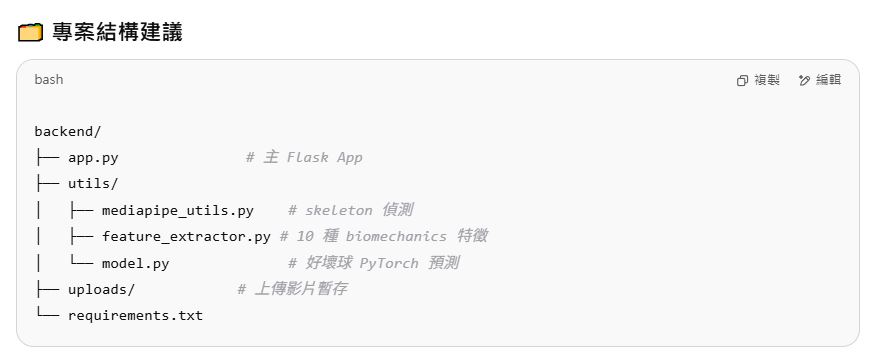 🗂️ 專案結構建議
bash
複製 編輯
backend/
├── app.py               # 主 Flask App
├── utils/
│   ├── mediapipe_utils.py    # skeleton 偵測
│   ├── feature_extractor.py # 10 種 biomechanics 特徵
│   └── model.py              # 好壞球 PyTorch 預測
├── uploads/            # 上傳影片暫存
└── requirements.txt